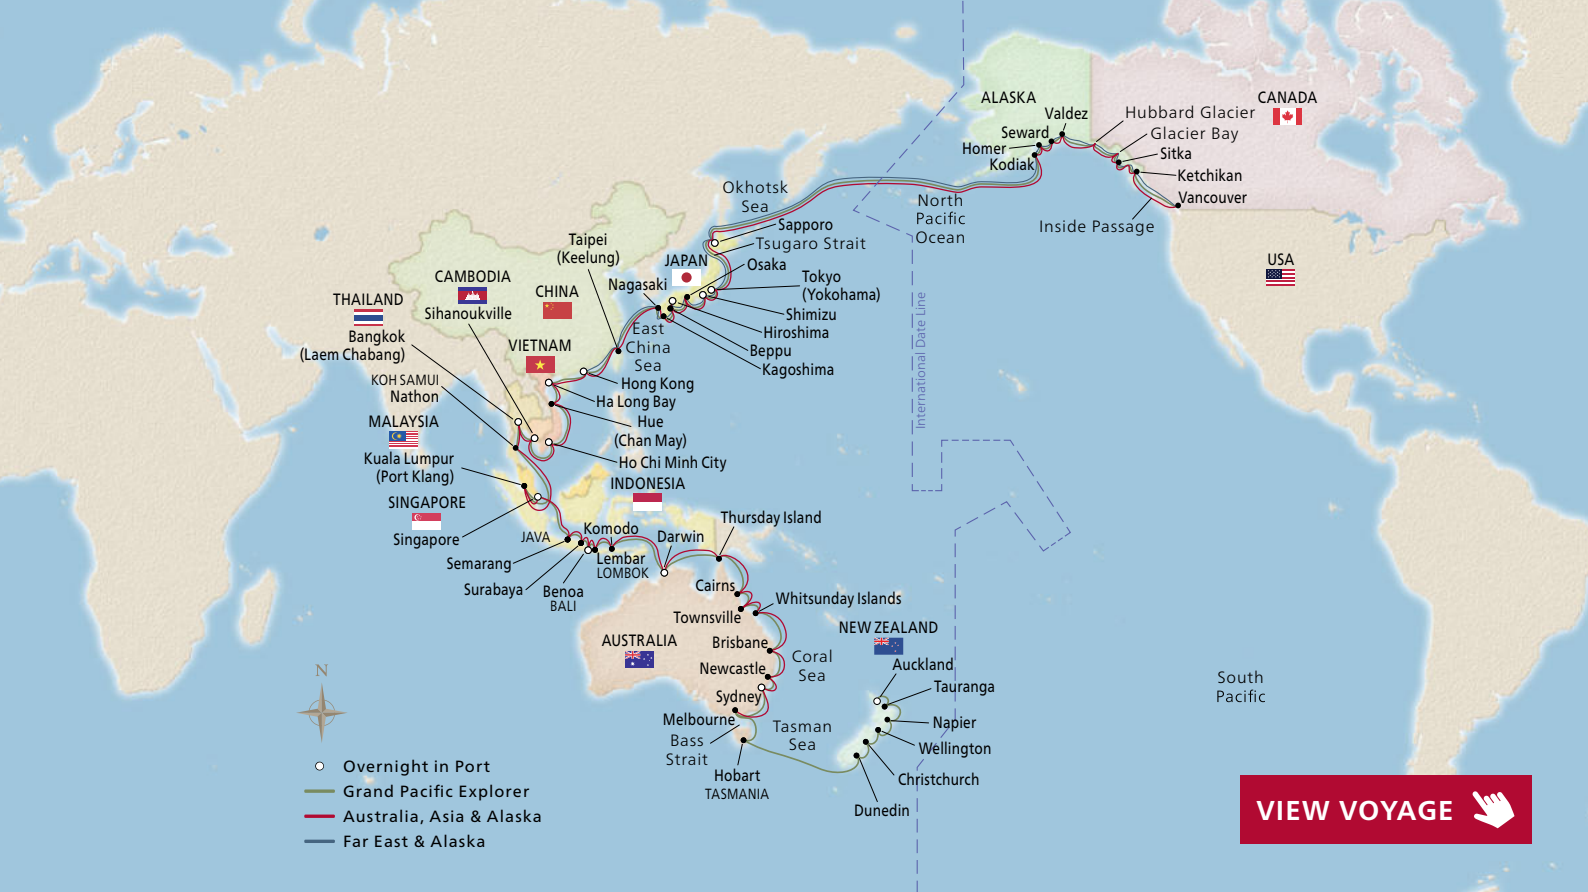 ALASKA
Valdez
Hubbard Glacier
CANADA
Seward
Glacier Bay
Homer
Sitka
Kodiak
Ketchikan
Vancouver
Inside Passage
Okhotsk
Sea
North
Pacific
Ocean
Sapporo
Tsugaro Strait
Taipei
(Keelung)
JAPAN
Osaka
USA
CAMBODIA
Sihanoukville
CHINA
Nagasaki
Tokyo
(Yokohama)
THAILAND
Bangkok
(Laem Chabang)
Shimizu
Hiroshima
East
China
Sea
Beppu
Kagoshima
International Date Line
VIETNAM
KOH SAMUI
Nathon
Hong Kong
Ha Long Bay
MALAYSIA
Hue
(Chan May)
Kuala Lumpur
(Port Klang)
Ho Chi Minh City
INDONESIA
SINGAPORE
Singapore
JAVA
Komodo
Darwin
Thursday Island
Semarang
Lembar
LOMBOK
Surabaya
Benoa
BALI
Cairns
Whitsunday Islands
Townsville
AUSTRALIA
Brisbane
NEW ZEALAND
Coral
Sea
Newcastle
Auckland
Sydney
Tauranga
South
Pacific
Melbourne
Napier
Bass
Strait
Tasman
Sea
Wellington
Hobart
TASMANIA
Christchurch
Dunedin
N
Overnight in Port
Grand Pacific Explorer
Australia, Asia & Alaska
Far East & Alaska
VIEW VOYAGE